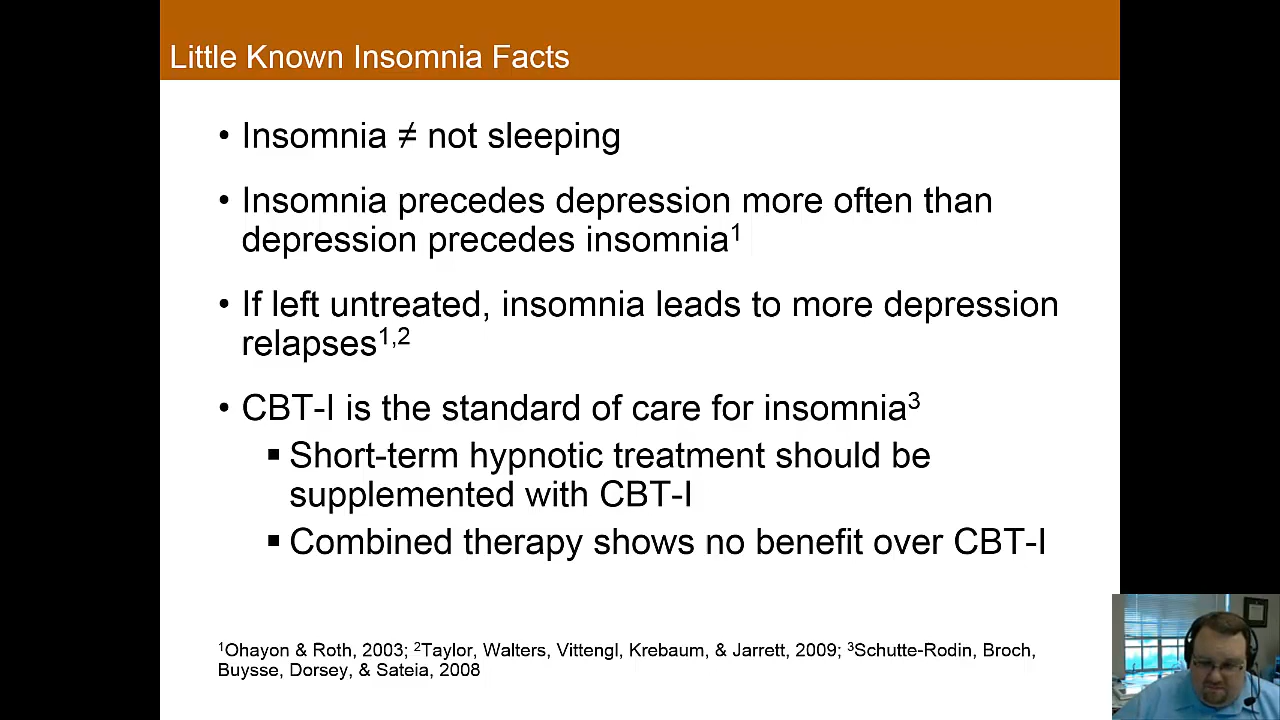 Little Known Insomnia Facts
• Insomnia ≠ not sleeping
• Insomnia precedes depression more often than
depression precedes insomnia¹
• If left untreated, insomnia leads to more depression
relapses¹,²
• CBT-I is the standard of care for insomnia³
▪ Short-term hypnotic treatment should be
supplemented with CBT-I
▪ Combined therapy shows no benefit over CBT-I
¹Ohayon & Roth, 2003; ²Taylor, Walters, Vittengl, Krebaum, & Jarrett, 2009; ³Schutte-Rodin, Broch,
Buysse, Dorsey, & Sateia, 2008